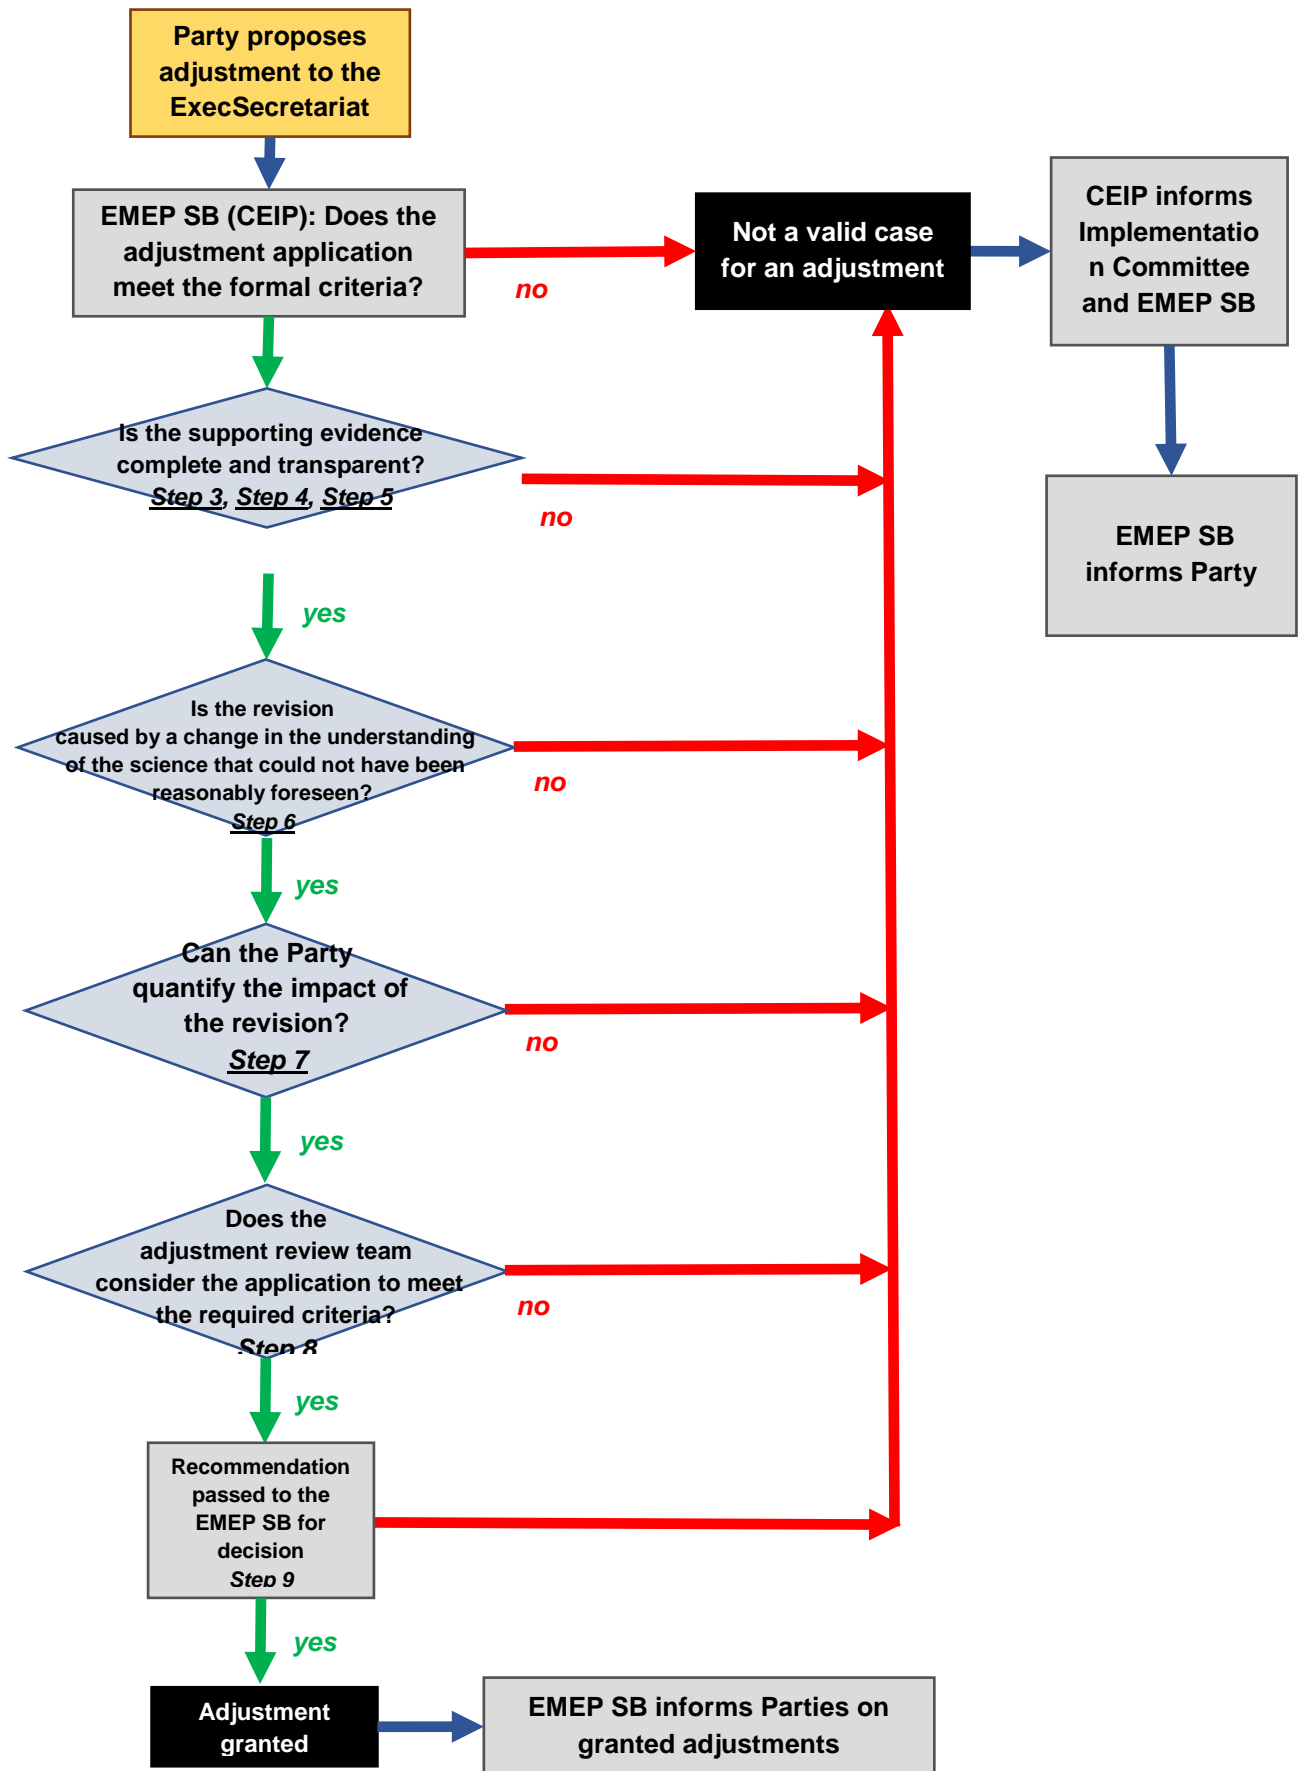 Party proposes
adjustment to the
ExecSecretariat
EMEP SB (CEIP): Does the
adjustment application
meet the formal criteria?
no
Not a valid case
for an adjustment
CEIP informs
Implementatio
n Committee
and EMEP SB
Is the supporting evidence
complete and transparent?
Step 3, Step 4, Step 5
no
EMEP SB
informs Party
yes
Is the revision
caused by a change in the understanding
of the science that could not have been
reasonably foreseen?
Step 6
no
yes
Can the Party
quantify the impact of
the revision?
Step 7
no
yes
Does the
adjustment review team
consider the application to meet
the required criteria?
Step 8
no
yes
Recommendation
passed to the
EMEP SB for
decision
Step 9
yes
Adjustment
granted
EMEP SB informs Parties on
granted adjustments